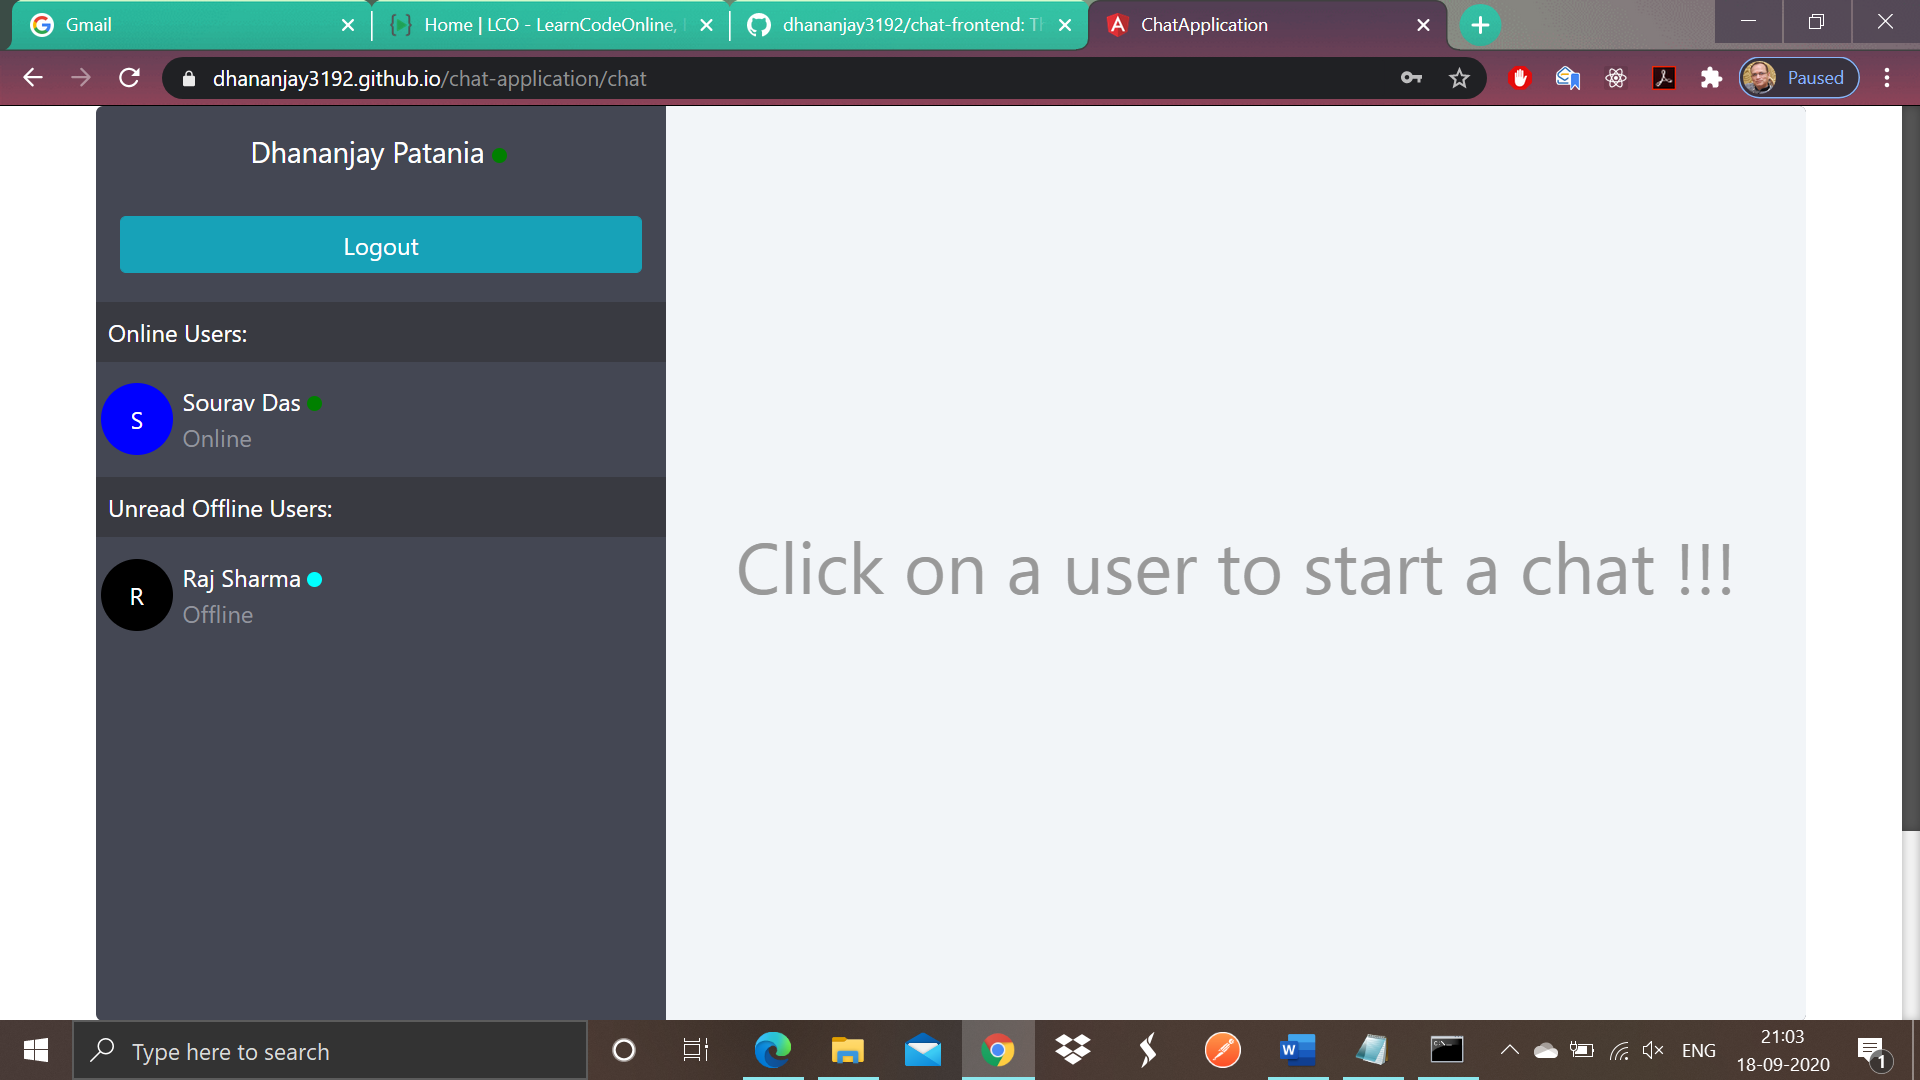 Gmail
Home | LCO - LearnCodeOnline,
dhananjay3192/chat-frontend: Th
ChatApplication
dhananjay3192.github.io/chat-application/chat
Paused
Dhananjay Patania
Logout
Online Users:
S
Sourav Das
Online
Unread Offline Users:
R
Raj Sharma
Offline
Click on a user to start a chat !!!
Type here to search
ENG
21:03
18-09-2020
1